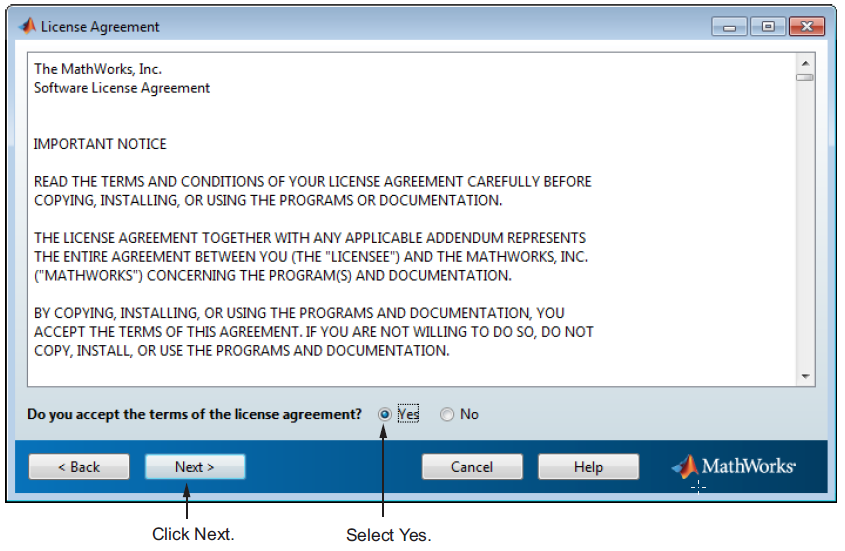 License Agreement
The MathWorks, Inc.
Software License Agreement
IMPORTANT NOTICE
READ THE TERMS AND CONDITIONS OF YOUR LICENSE AGREEMENT CAREFULLY BEFORE
COPYING, INSTALLING, OR USING THE PROGRAMS OR DOCUMENTATION.
THE LICENSE AGREEMENT TOGETHER WITH ANY APPLICABLE ADDENDUM REPRESENTS
THE ENTIRE AGREEMENT BETWEEN YOU (THE "LICENSEE") AND THE MATHWORKS, INC.
("MATHWORKS") CONCERNING THE PROGRAM(S) AND DOCUMENTATION.
BY COPYING, INSTALLING, OR USING THE PROGRAMS AND DOCUMENTATION, YOU
ACCEPT THE TERMS OF THIS AGREEMENT. IF YOU ARE NOT WILLING TO DO SO, DO NOT
COPY, INSTALL, OR USE THE PROGRAMS AND DOCUMENTATION.
Do you accept the terms of the license agreement? Yes No
< Back Next > Cancel Help MathWorks
Click Next. Select Yes.